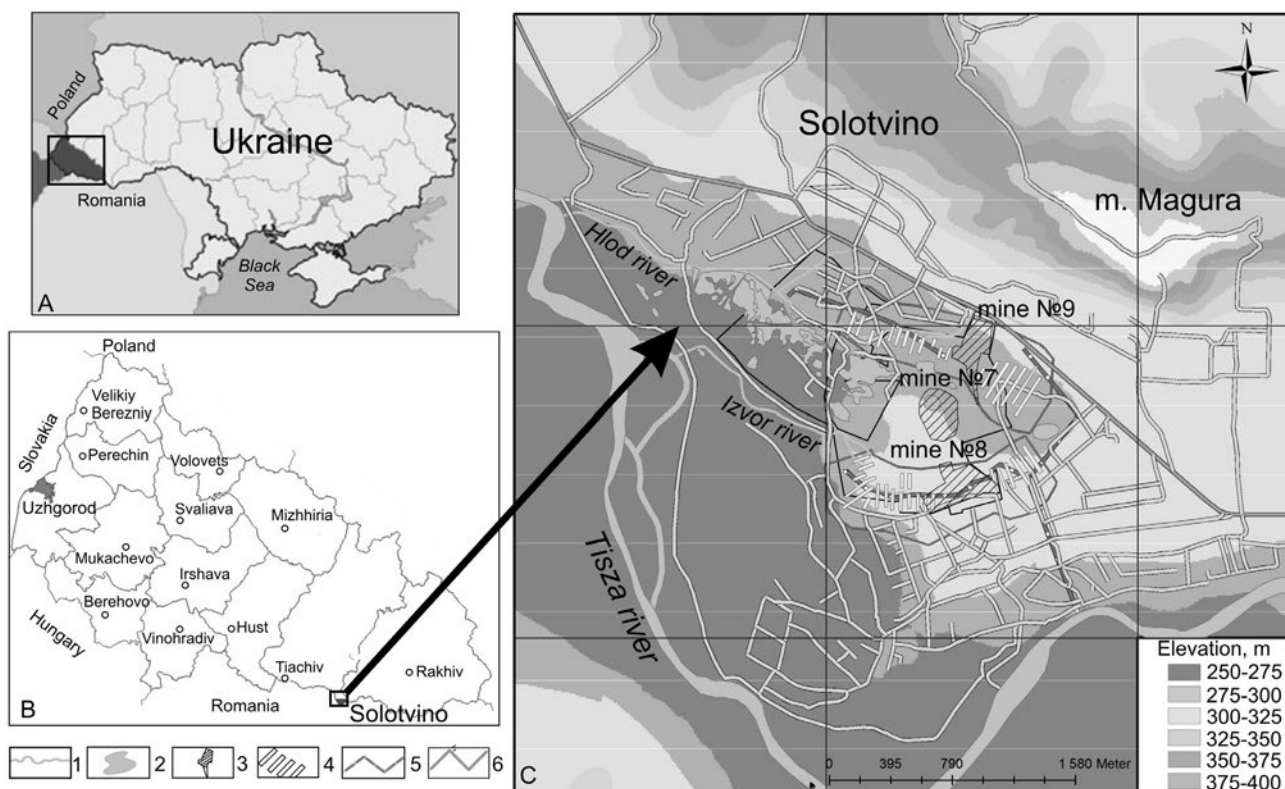 Poland
Ukraine
Romania
Black
Sea
A
Poland
Velikiy
Berezniy
Slovakia
Perechin
Volovets
Uzhgorod
Svaliava
Mizhhiria
Mukachevo
Irshava
Berehovo
Hungary
Vinohradiv
Hust
Tiachiv
Rakhiv
Romania
Solotvino
B
1
2
3
4
5
6
N
Solotvino
m. Magura
Hlod river
mine №9
mine №7
Izvor river
mine №8
Tisza river
C
0 395 790 1 580 Meter
Elevation, m
250-275
275-300
300-325
325-350
350-375
375-400